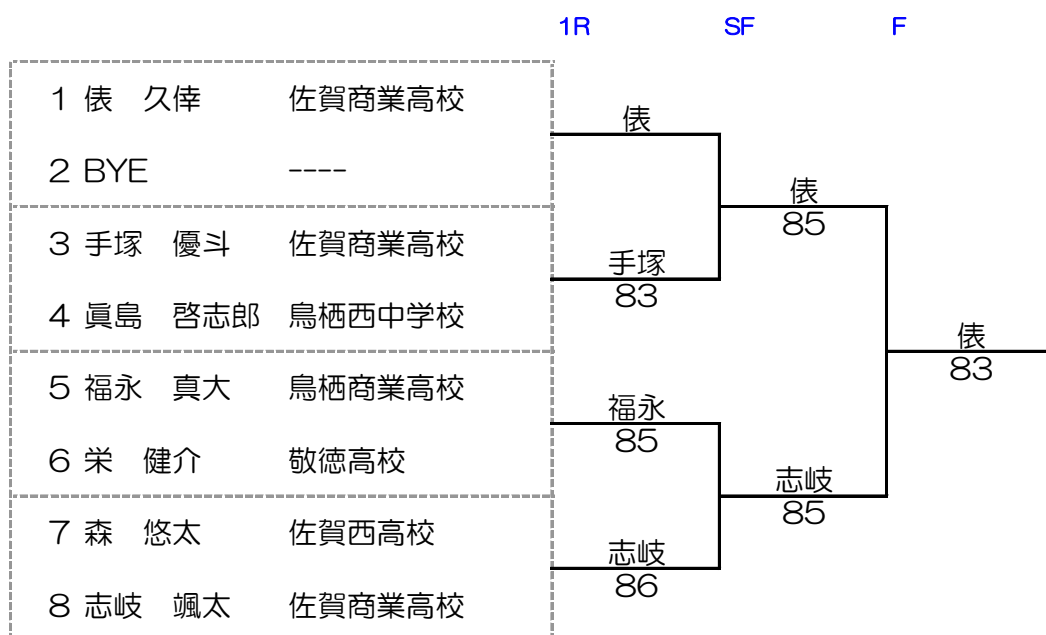 1R SF F
1 俵 久倖 佐賀商業高校
俵
2 BYE ----
俵
85
3 手塚 優斗 佐賀商業高校
手塚
83
4 眞島 啓志郎 鳥栖西中学校
俵
83
5 福永 真大 鳥栖商業高校
福永
85
6 栄 健介 敬徳高校
志岐
85
7 森 悠太 佐賀西高校
志岐
86
8 志岐 颯太 佐賀商業高校